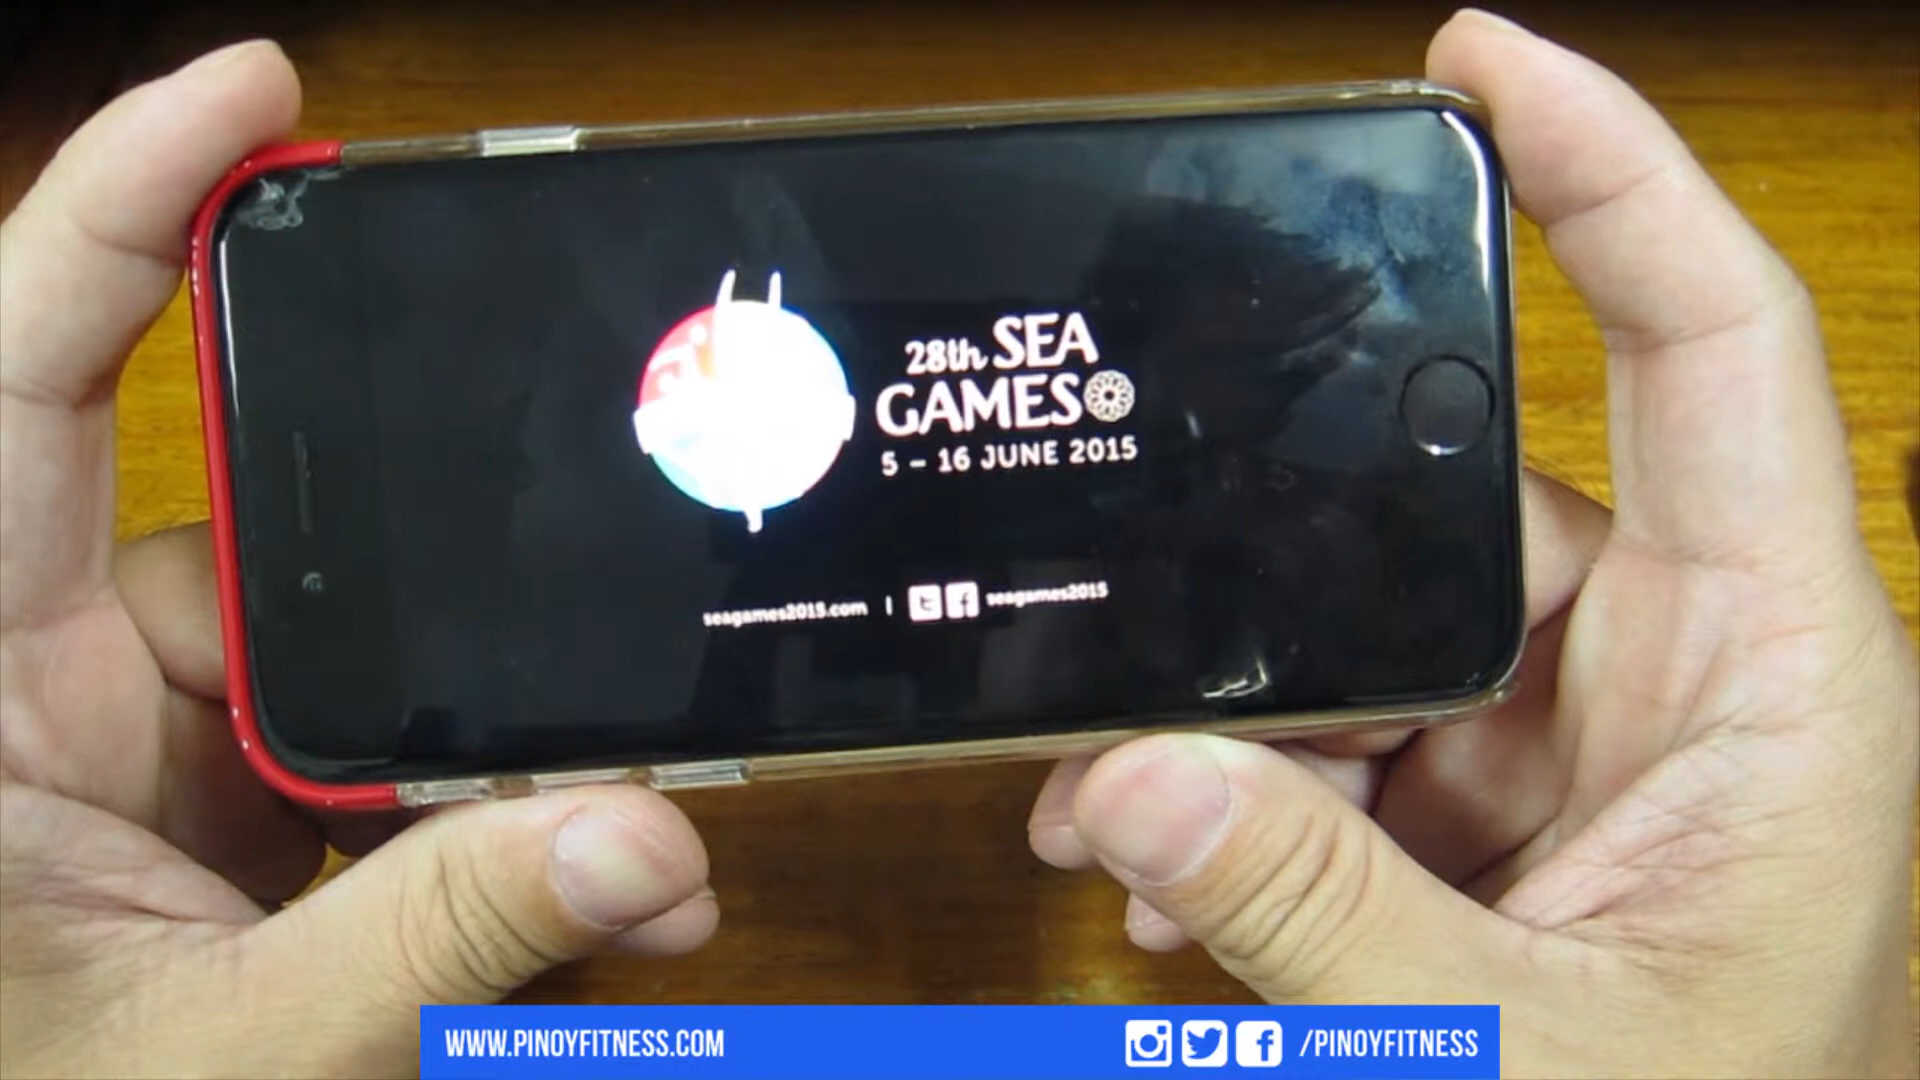 28th SEA
GAMES
5 – 16 JUNE 2015
seagames2015.com | seagames2015
WWW.PINOYFITNESS.COM /PINOYFITNESS